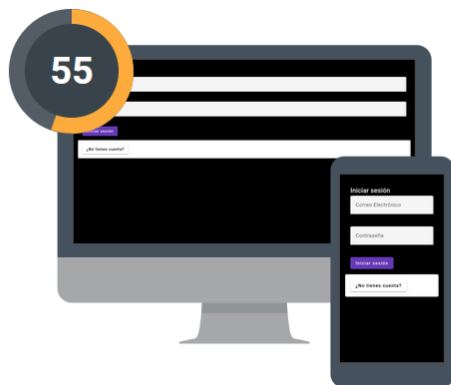 55
Iniciar sesión
¿No tienes cuenta?
Iniciar sesión
Correo Electrónico
Contraseña
Iniciar sesión
¿No tienes cuenta?